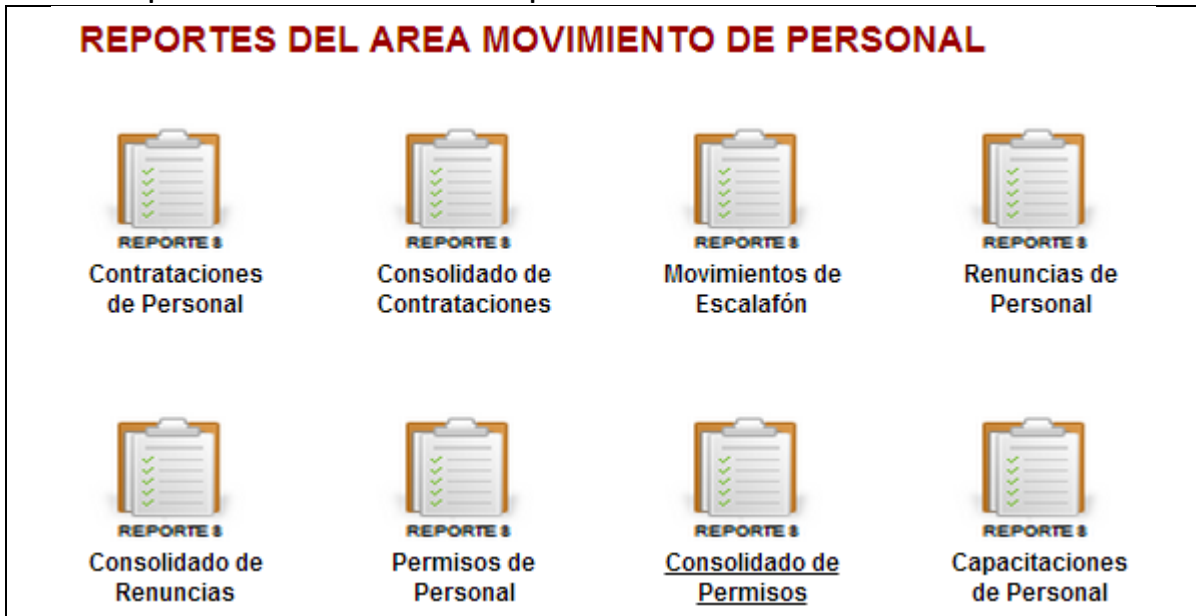 REPORTES DEL AREA MOVIMIENTO DE PERSONAL
REPORTES REPORTES REPORTES REPORTES
Contrataciones Consolidado de Movimientos de Renuncias de
de Personal Contrataciones Escalafón Personal
REPORTES REPORTES REPORTES REPORTES
Consolidado de Permisos de Consolidado de Capacitaciones
Renuncias Personal Permisos de Personal